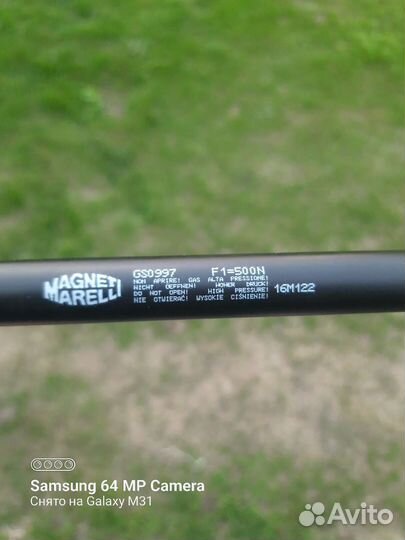 MAGNETI
MARELLI
GS0997 F1=500N
NON APRIRE! GAS ALTA PRESSIONE!
NICHT OEFFNEN! HOHER DRUCK!
DO NOT OPEN! HIGH PRESSURE! 16M122
NIE OTWIERAĆ! WYSOKIE CIŚNIENIE!
Samsung 64 MP Camera
Снято на Galaxy M31
Avito